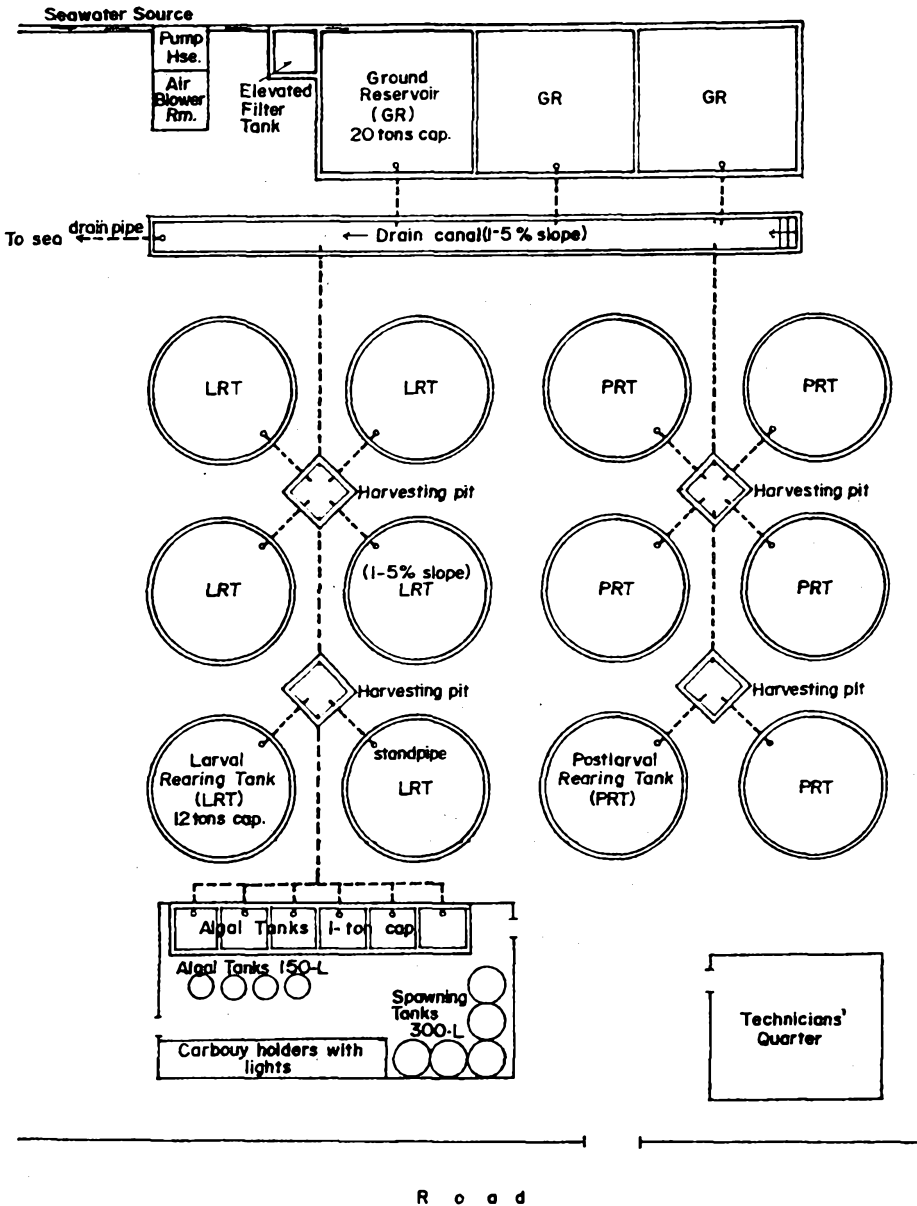 Seawater Source
Pump
Hse.
Air
Blower
Rm.
Elevated
Filter
Tank
Ground
Reservoir
(GR)
20 tons cap.
GR
GR
To sea
drain pipe
← Drain canal (1-5 % slope)
LRT
LRT
PRT
PRT
Harvesting pit
Harvesting pit
LRT
(1-5% slope)
LRT
PRT
PRT
Harvesting pit
Harvesting pit
Larval
Rearing Tank
(LRT)
12 tons cap.
standpipe
LRT
Postlarval
Rearing Tank
(PRT)
PRT
Algal Tanks 1-ton cap
Algal Tanks 150-L
Spawning
Tanks
300-L
Carbouy holders with
lights
Technicians'
Quarter
Road